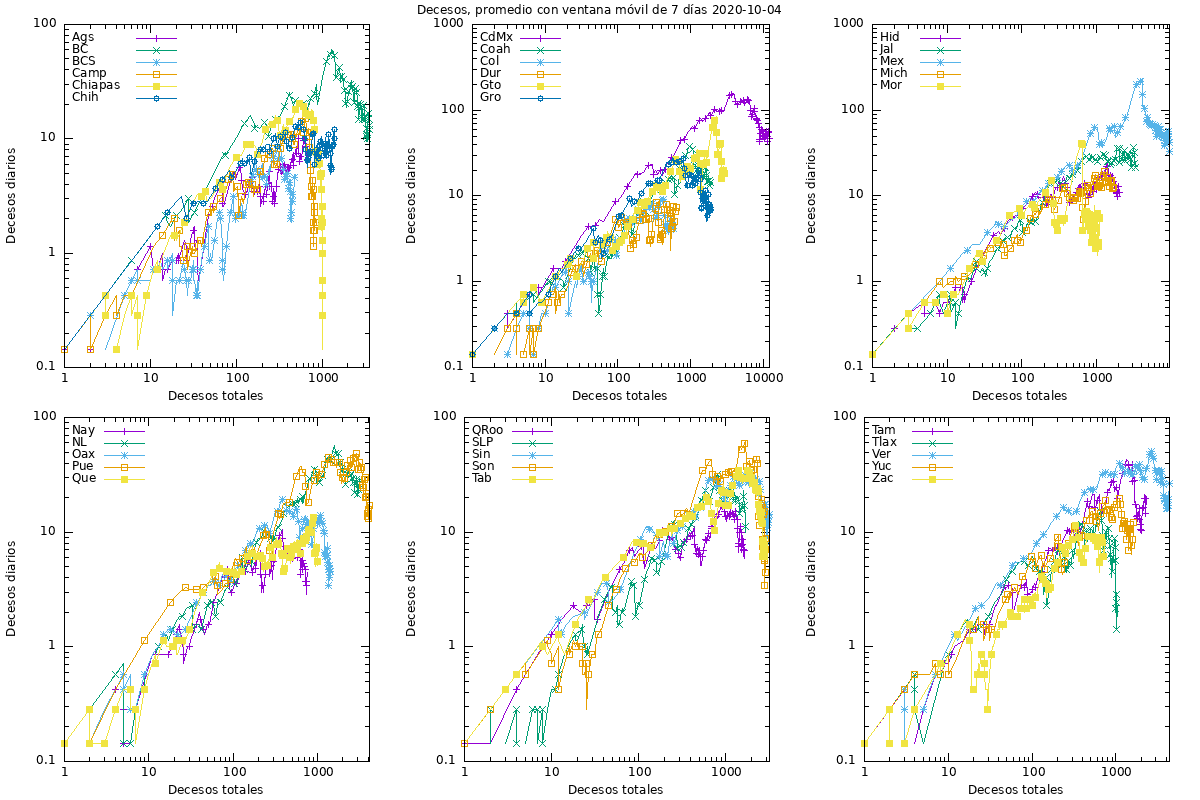 Decesos, promedio con ventana móvil de 7 días 2020-10-04
100
10
1
0.1
Decesos diarios
Ags
BC
BCS
Camp
Chiapas
Chih
1 10 100 1000
Decesos totales
1000
100
10
1
0.1
Decesos diarios
CdMx
Coah
Col
Dur
Gto
Gro
1 10 100 1000 10000
Decesos totales
1000
100
10
1
0.1
Decesos diarios
Hid
Jal
Mex
Mich
Mor
1 10 100 1000
Decesos totales
100
10
1
0.1
Decesos diarios
Nay
NL
Oax
Pue
Que
1 10 100 1000
Decesos totales
100
10
1
0.1
Decesos diarios
QRoo
SLP
Sin
Son
Tab
1 10 100 1000
Decesos totales
100
10
1
0.1
Decesos diarios
Tam
Tlax
Ver
Yuc
Zac
1 10 100 1000
Decesos totales